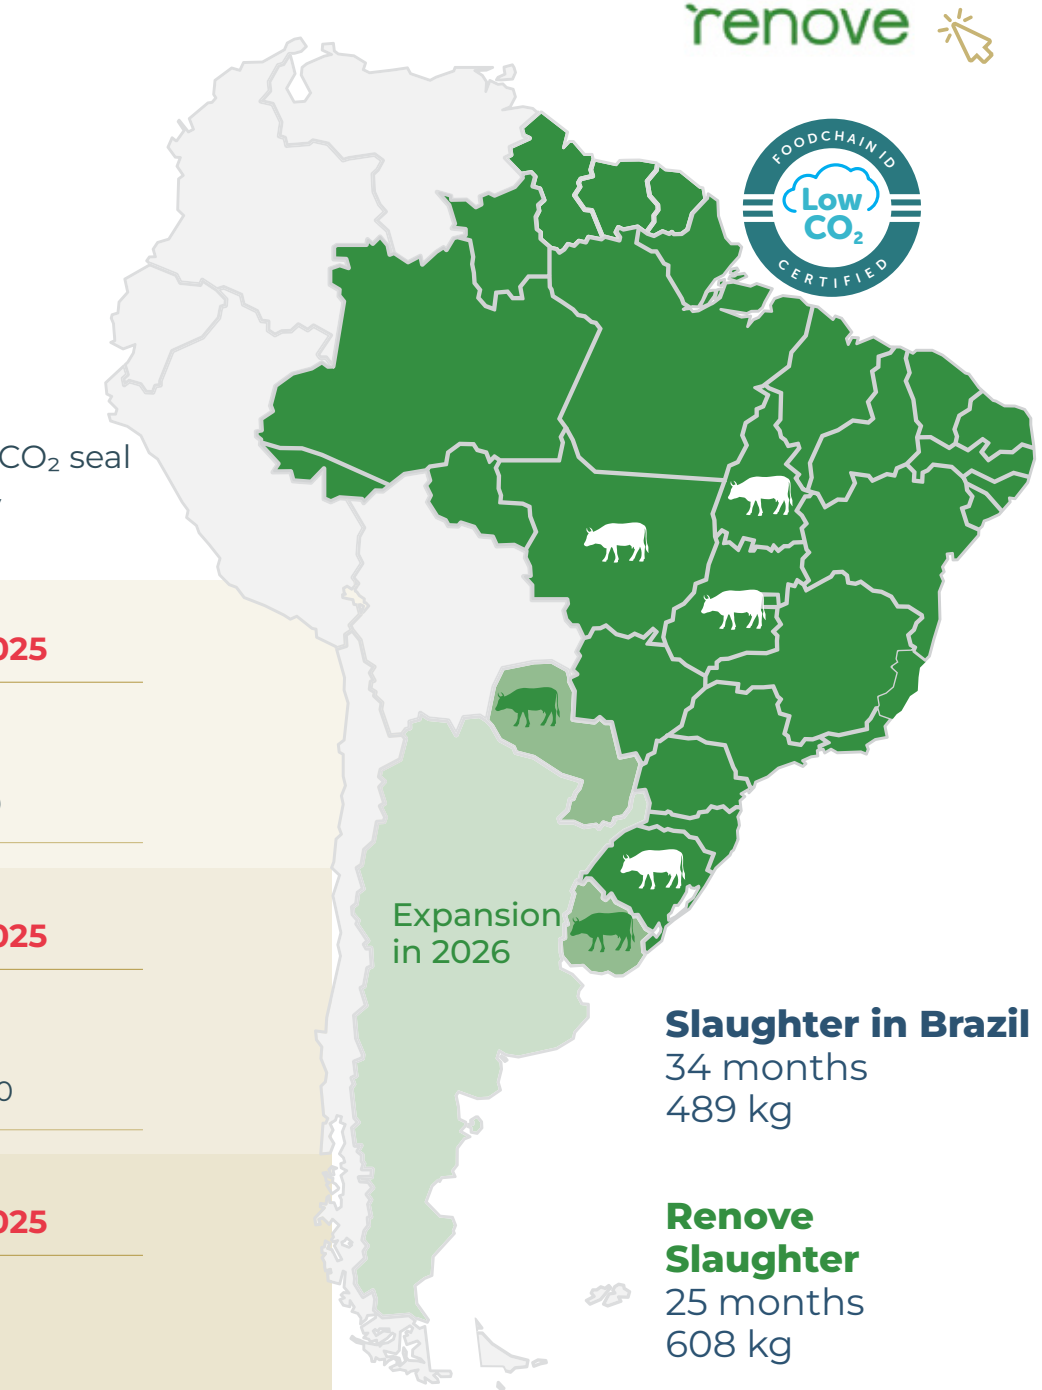 renove
FOODCHAIN ID
Low
CO₂
CERTIFIED
CO₂ seal
025
025
0
025
Expansion
in 2026
Slaughter in Brazil
34 months
489 kg
Renove
Slaughter
25 months
608 kg